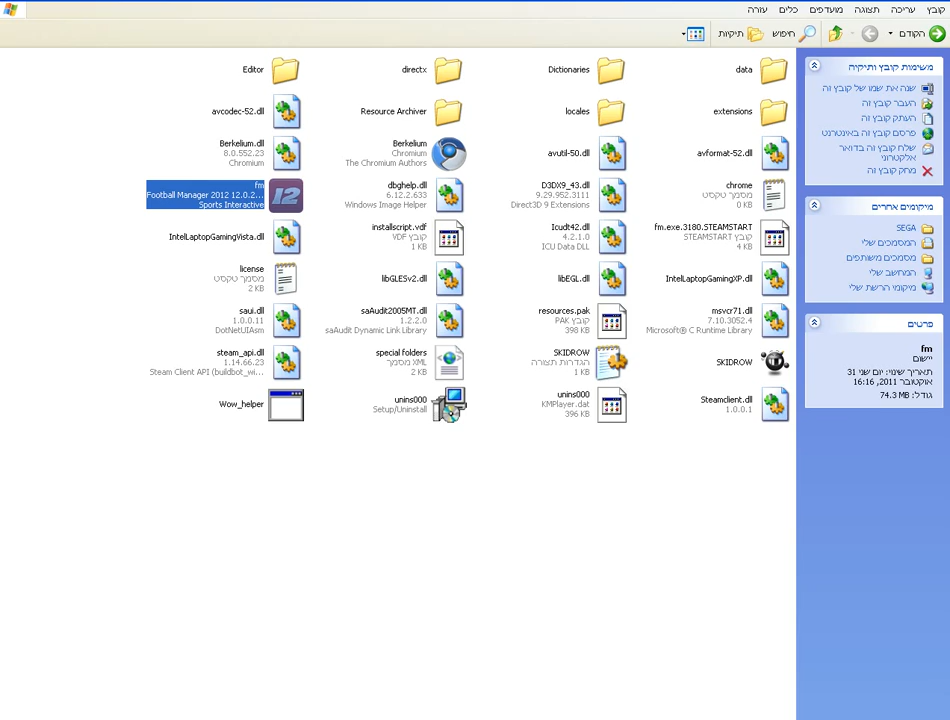 קובץ עריכה תצוגה מועדפים כלים עזרה
הקודם חיפוש תיקיות
משימות קובץ ותיקיה
שנה את שמו של קובץ זה
העבר קובץ זה
העתק קובץ זה
פרסם קובץ זה באינטרנט
שלח קובץ זה בדואר
אלקטרוני
מחק קובץ זה
מיקומים אחרים
SEGA
המסמכים שלי
מסמכים משותפים
המחשב שלי
מיקומי הרשת שלי
פרטים
fm
יישום
תאריך שינוי: יום שני 31
אוקטובר 2011, 16:16
גודל: 74.3 MB
data
Dictionaries
directx
Editor
extensions
locales
Resource Archiver
avcodec-52.dll
avformat-52.dll
avutil-50.dll
Berkelium
Chromium
The Chromium Authors
Berkelium.dll
8.0.552.23
Chromium
chrome
מסמך טקסט
0 KB
D3DX9_43.dll
9.29.952.3111
Direct3D 9 Extensions
dbghelp.dll
6.12.2.633
Windows Image Helper
fm
Football Manager 2012 12.0.2...
Sports Interactive
fm.exe.3180.STEAMSTART
קובץ STEAMSTART
4 KB
Icudt42.dll
4.2.1.0
ICU Data DLL
installscript.vdf
קובץ VDF
1 KB
IntelLaptopGamingVista.dll
IntelLaptopGamingXP.dll
libEGL.dll
libGLESv2.dll
license
מסמך טקסט
2 KB
msvcr71.dll
7.10.3052.4
Microsoft® C Runtime Library
resources.pak
קובץ PAK
398 KB
saAudit2005MT.dll
1.2.2.0
saAudit Dynamic Link Library
saui.dll
1.0.0.11
DotNetUIAsm
SKIDROW
SKIDROW
הגדרות תצורה
1 KB
special folders
מסמך XML
2 KB
steam_api.dll
1.14.66.23
Steam Client API (buildbot_wi...
Steamclient.dll
1.0.0.1
unins000
KMPlayer.dat
396 KB
unins000
Setup/Uninstall
Wow_helper
12